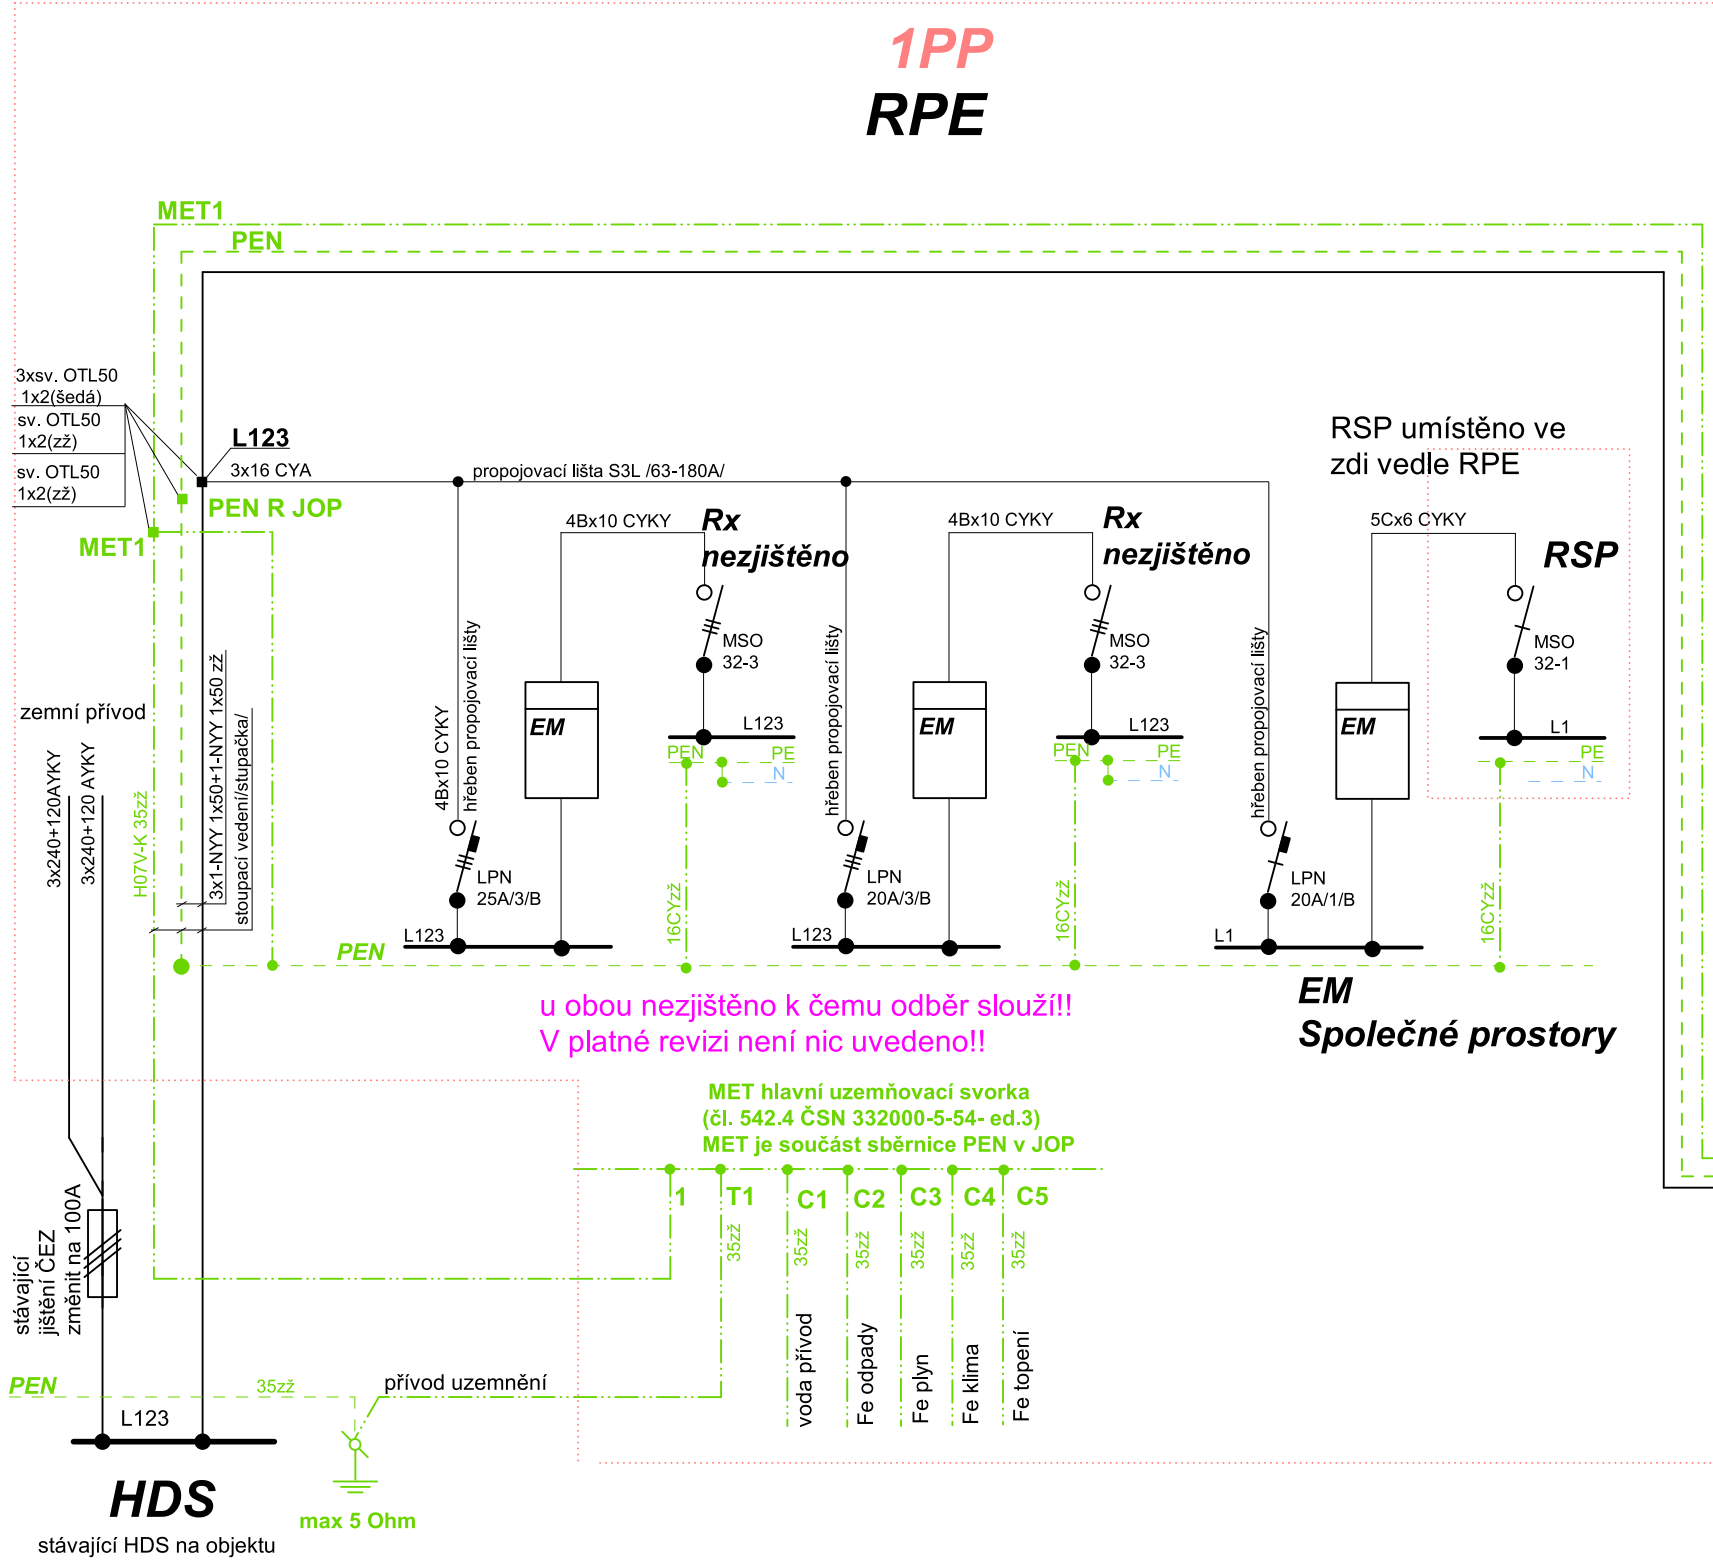 1PP
RPE
MET1
PEN
3xsv. OTL50
1x2(šedá)
sv. OTL50
1x2(zž)
sv. OTL50
1x2(zž)
L123
3x16 CYA
propojovací lišta S3L /63-180A/
PEN R JOP
MET1
RSP umístěno ve
zdi vedle RPE
4Bx10 CYKY
Rx
nezjištěno
4Bx10 CYKY
Rx
nezjištěno
5Cx6 CYKY
RSP
MSO
32-3
MSO
32-3
MSO
32-1
zemní přívod
3x240+120AYKY
3x240+120 AYKY
H07V-K 35zž
3x1-NYY 1x50+1-NYY 1x50 zž
stoupací vedení/stupačka/
4Bx10 CYKY
hřeben propojovací lišty
EM
L123
PEN
PE
N
hřeben propojovací lišty
EM
L123
PEN
PE
N
hřeben propojovací lišty
EM
L1
PE
N
LPN
25A/3/B
16CYzž
LPN
20A/3/B
16CYzž
LPN
20A/1/B
16CYzž
L123
L123
L1
PEN
u obou nezjištěno k čemu odběr slouží!!
V platné revizi není nic uvedeno!!
EM
Společné prostory
MET hlavní uzemňovací svorka
(čl. 542.4 ČSN 332000-5-54- ed.3)
MET je součást sběrnice PEN v JOP
1
T1
C1
C2
C3
C4
C5
35zž
35zž
35zž
35zž
35zž
35zž
voda přívod
Fe odpady
Fe plyn
Fe klima
Fe topení
stávající
jištění ČEZ
změnit na 100A
PEN
35zž
přívod uzemnění
L123
HDS
stávající HDS na objektu
max 5 Ohm